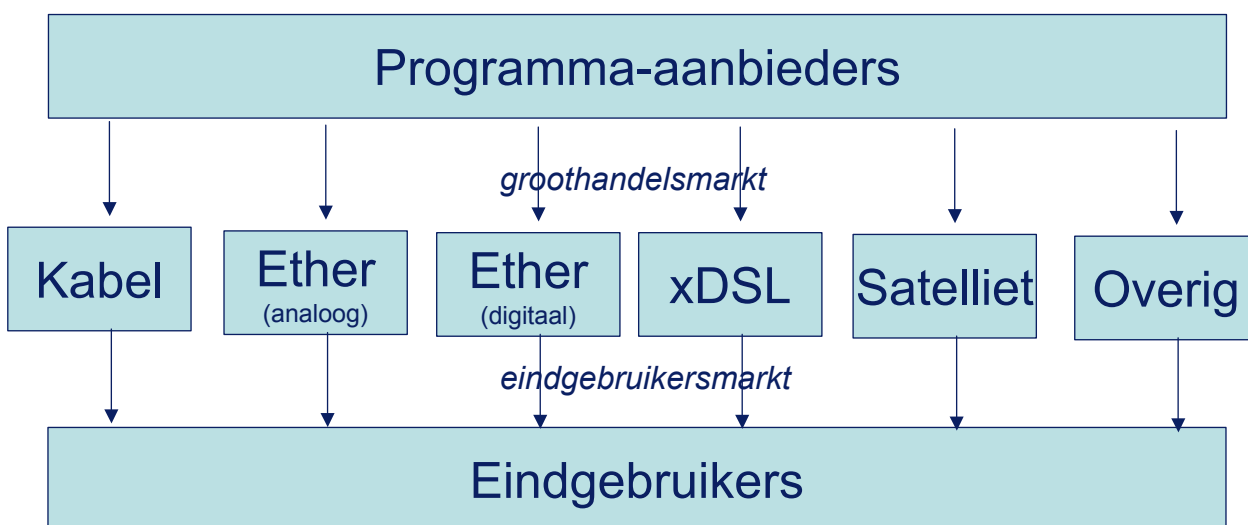 Programma-aanbieders
groothandelsmarkt
Kabel
Ether
(analoog)
Ether
(digitaal)
xDSL
Satelliet
Overig
eindgebruikersmarkt
Eindgebruikers